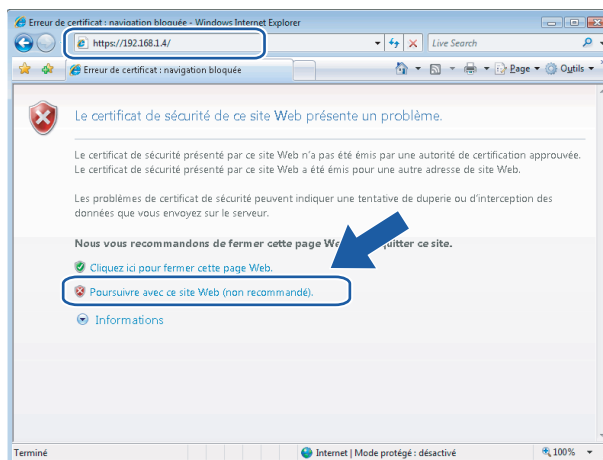 Erreur de certificat : navigation bloquée - Windows Internet Explorer
https://192.168.1.4/
Live Search
Erreur de certificat : navigation bloquée
Page
Outils
Le certificat de sécurité de ce site Web présente un problème.
Le certificat de sécurité présenté par ce site Web n'a pas été émis par une autorité de certification approuvée.
Le certificat de sécurité présenté par ce site Web a été émis pour une autre adresse de site Web.
Les problèmes de certificat de sécurité peuvent indiquer une tentative de duperie ou d'interception des
données que vous envoyez sur le serveur.
Nous vous recommandons de fermer cette page We uitter ce site.
Cliquez ici pour fermer cette page Web.
Poursuivre avec ce site Web (non recommandé).
Informations
Terminé
Internet | Mode protégé : désactivé
100%